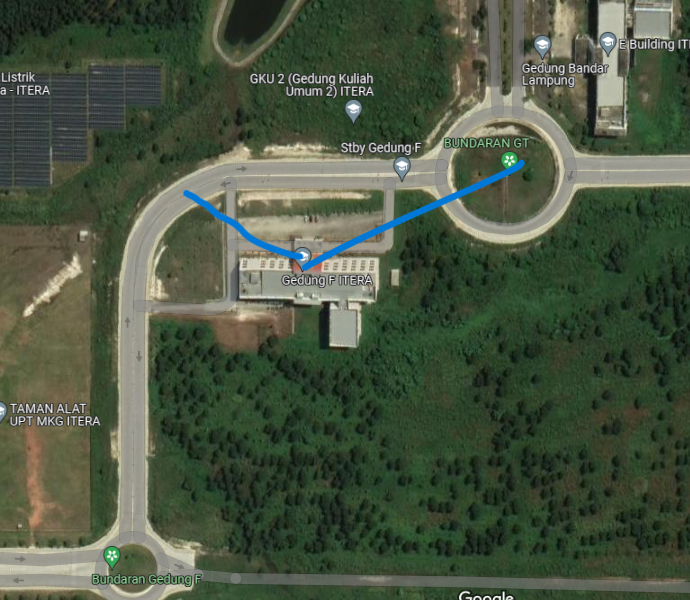 Listrik
a - ITERA
GKU 2 (Gedung Kuliah
Umum 2) ITERA
Gedung Bandar
Lampung
E Building ITE
Stby Gedung F
BUNDARAN GT
Gedung F ITERA
TAMAN ALAT
UPT MKG ITERA
Bundaran Gedung F
Google